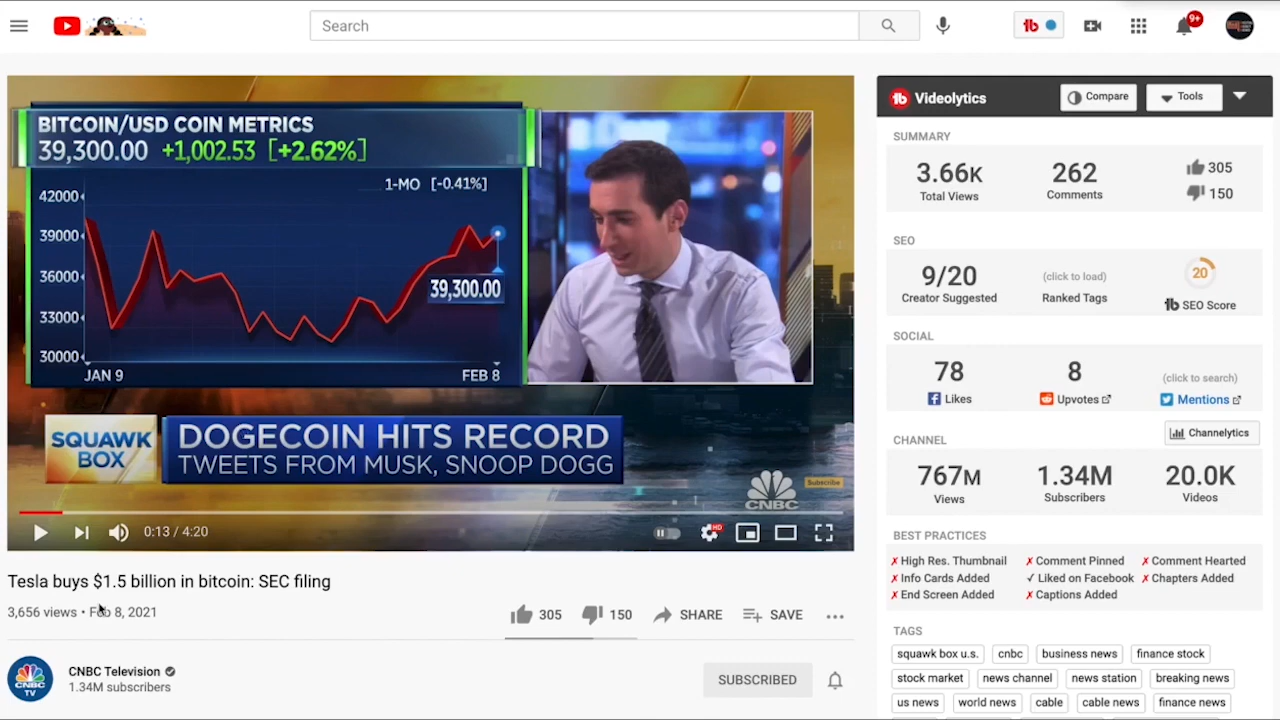 Search
9+
BITCOIN/USD COIN METRICS
39,300.00 +1,002.53 [+2.62%]
1-MO [-0.41%]
42000
39000
36000
33000
30000
39,300.00
JAN 9
FEB 8
SQUAWK
BOX
DOGECOIN HITS RECORD
TWEETS FROM MUSK, SNOOP DOGG
CNBC
Subscribe
0:13 / 4:20
HD
Tesla buys $1.5 billion in bitcoin: SEC filing
3,656 views • Feb 8, 2021
305
150
SHARE
SAVE
CNBC
TV
CNBC Television
1.34M subscribers
SUBSCRIBED
tb
Videolytics
Compare
Tools
SUMMARY
3.66K
Total Views
262
Comments
305
150
SEO
9/20
Creator Suggested
(click to load)
Ranked Tags
20
tb SEO Score
SOCIAL
78
Likes
8
Upvotes
(click to search)
Mentions
CHANNEL
Channelytics
767M
Views
1.34M
Subscribers
20.0K
Videos
BEST PRACTICES
✗ High Res. Thumbnail
✗ Comment Pinned
✗ Comment Hearted
✗ Info Cards Added
✓ Liked on Facebook
✗ Chapters Added
✗ End Screen Added
✗ Captions Added
TAGS
squawk box u.s.
cnbc
business news
finance stock
stock market
news channel
news station
breaking news
us news
world news
cable
cable news
finance news